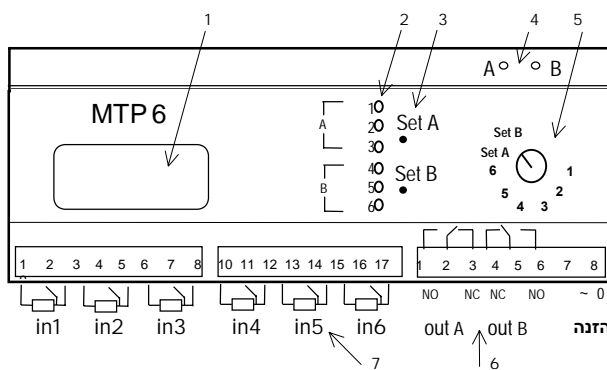 1 2 3 4 5
A B
MTP 6
A
1
2
3
Set A
B
4
5
6
Set B
Set B
Set A
6 1
5 2
4 3
1 2 3 4 5 6 7 8
10 11 12 13 14 15 16 17
1 2 3 4 5 6 7 8
NO NC NC NO ~ 0
in1 in2 in3 in4 in5 in6 out A out B הזנה
7 6